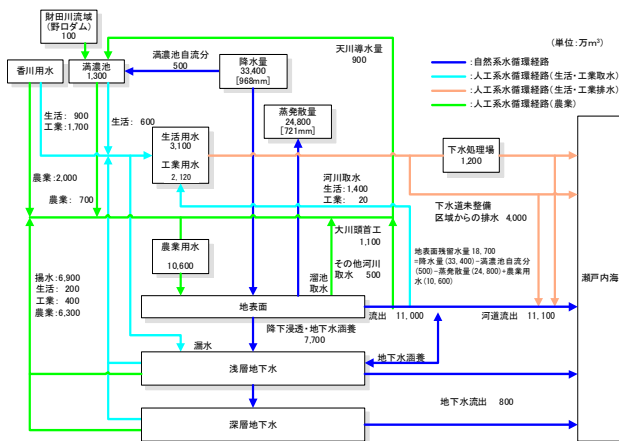 財田川流域
(野口ダム)
100
香川用水
満濃池
1,300
満濃池自流分
500
降水量
33,400
[968mm]
天川導水量
900
(単位:万m³)
:自然系水循環経路
:人工系水循環経路(生活・工業取水)
:人工系水循環経路(生活・工業排水)
:人工系水循環経路(農業)
蒸発散量
24,800
[721mm]
生活: 900
工業:1,700
生活: 600
生活用水
3,100
工業用水
2,120
下水処理場
1,200
河川取水
生活:1,400
工業: 20
下水道未整備
区域からの排水 4,000
農業:2,000
農業: 700
農業用水
10,600
大川頭首工
1,100
その他河川
取水 500
溜池
取水
地表面残留水量18,700
=降水量(33,400)-満濃池自流分
(500)-蒸発散量(24,800)+農業用
水(10,600)
瀬戸内海
揚水:6,900
生活: 200
工業: 400
農業:6,300
地表面
流出 11,000
河道流出 11,100
降下浸透・地下水涵養
7,700
漏水
地下水涵養
浅層地下水
地下水流出 800
深層地下水